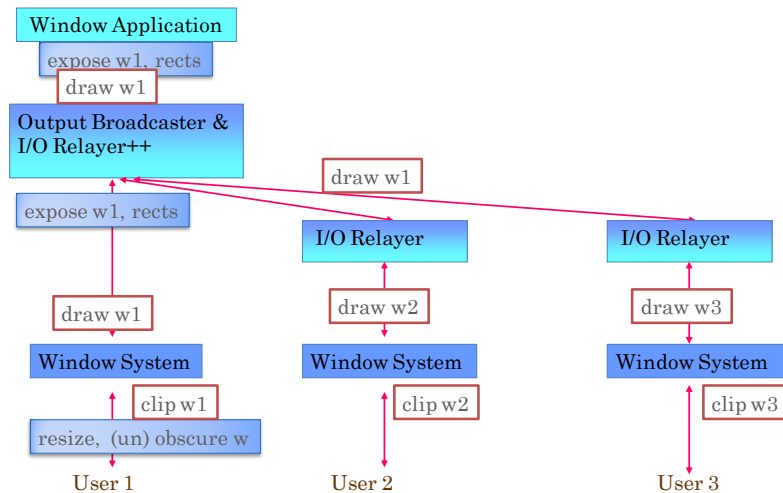 Window Application
expose w1, rects
draw w1
Output Broadcaster &
I/O Relayer++
draw w1
expose w1, rects
I/O Relayer
I/O Relayer
draw w1
draw w2
draw w3
Window System
Window System
Window System
clip w1
clip w2
clip w3
resize, (un) obscure w
User 1
User 2
User 3